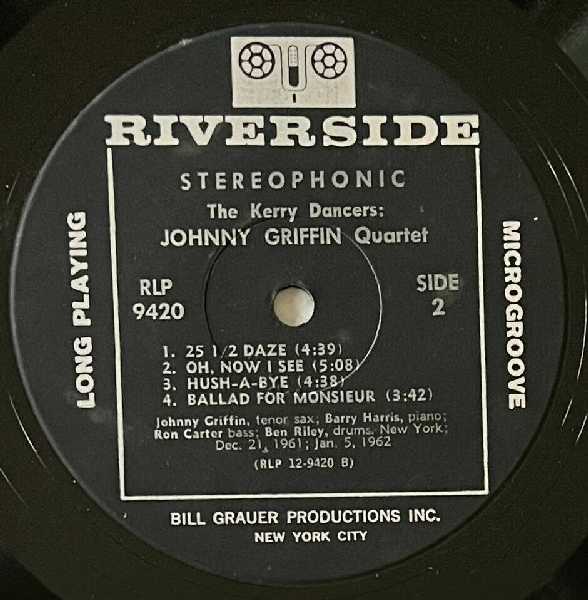 RIVERSIDE
STEREOPHONIC
The Kerry Dancers:
JOHNNY GRIFFIN Quartet
LONG PLAYING
RLP
9420
SIDE
2
MICROGROOVE
1. 25 1/2 DAZE (4:39)
2. OH, NOW I SEE (5:08)
3. HUSH-A-BYE (4:38)
4. BALLAD FOR MONSIEUR (3:42)
Johnny Griffin, tenor sax; Barry Harris, piano;
Ron Carter bass; Ben Riley, drums. New York;
Dec. 21, 1961; Jan. 5, 1962
(RLP 12-9420 B)
BILL GRAUER PRODUCTIONS INC.
NEW YORK CITY